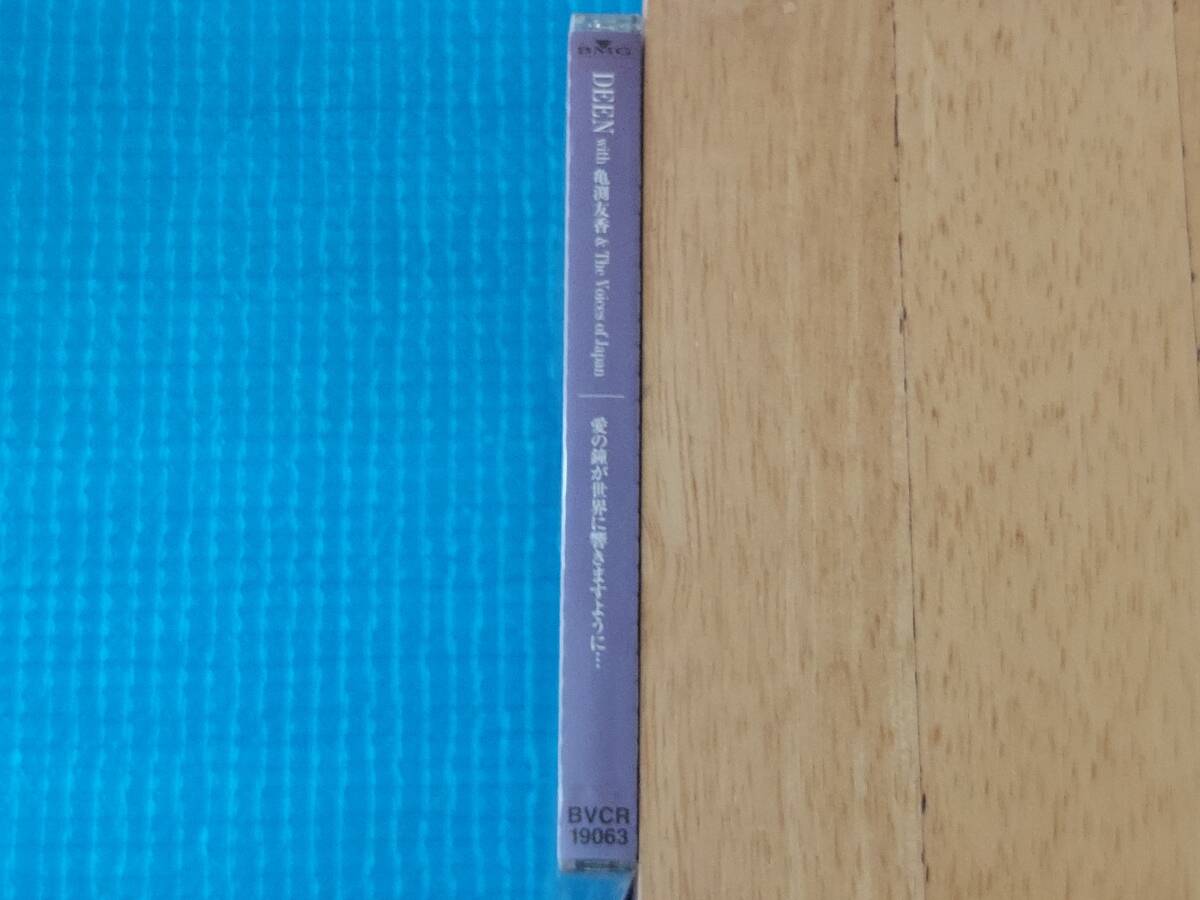 BMG
DEEN with 亀渕友香 & The Voices of Japan
愛の鐘が世界に響きますように…
BVCR
19063